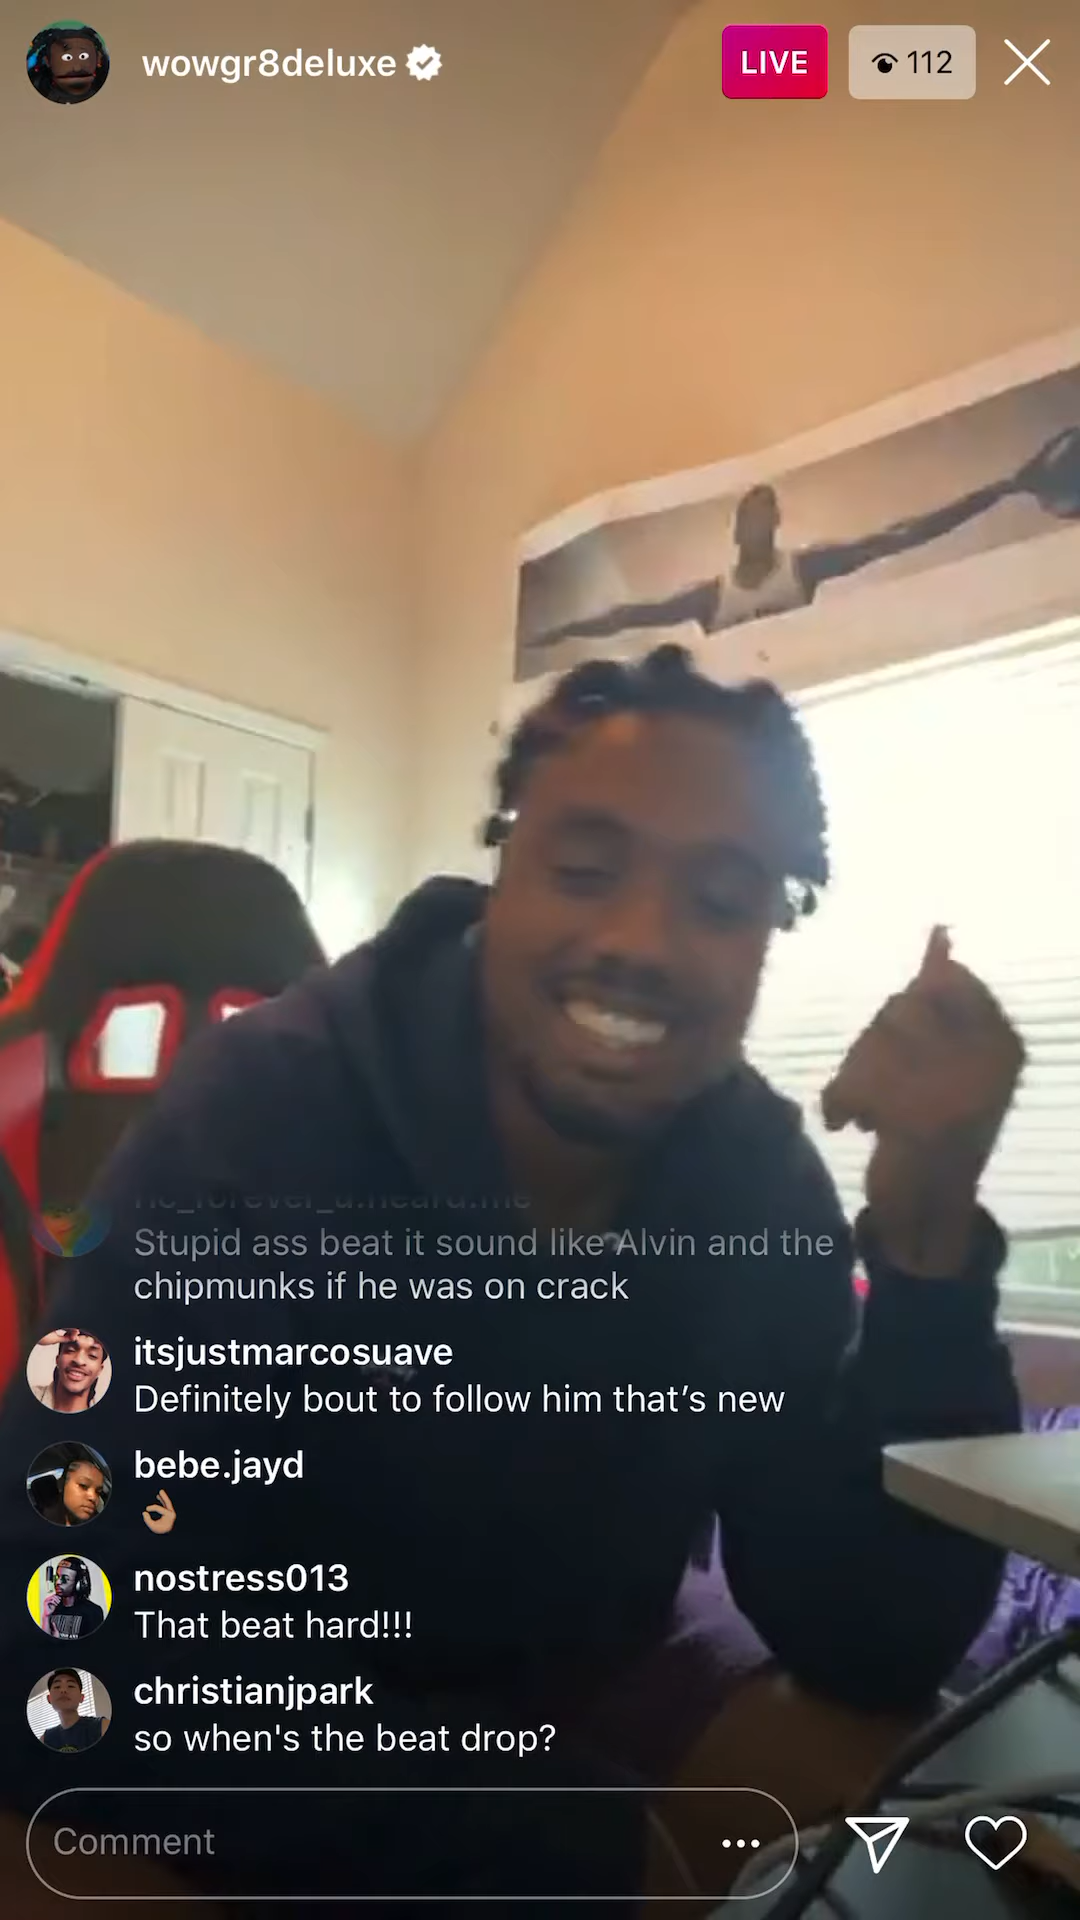 wowgr8deluxe
LIVE
112
Stupid ass beat it sound like Alvin and the
chipmunks if he was on crack
itsjustmarcosuave
Definitely bout to follow him that’s new
bebe.jayd
👌🏽
nostress013
That beat hard!!!
christianjpark
so when's the beat drop?
Comment